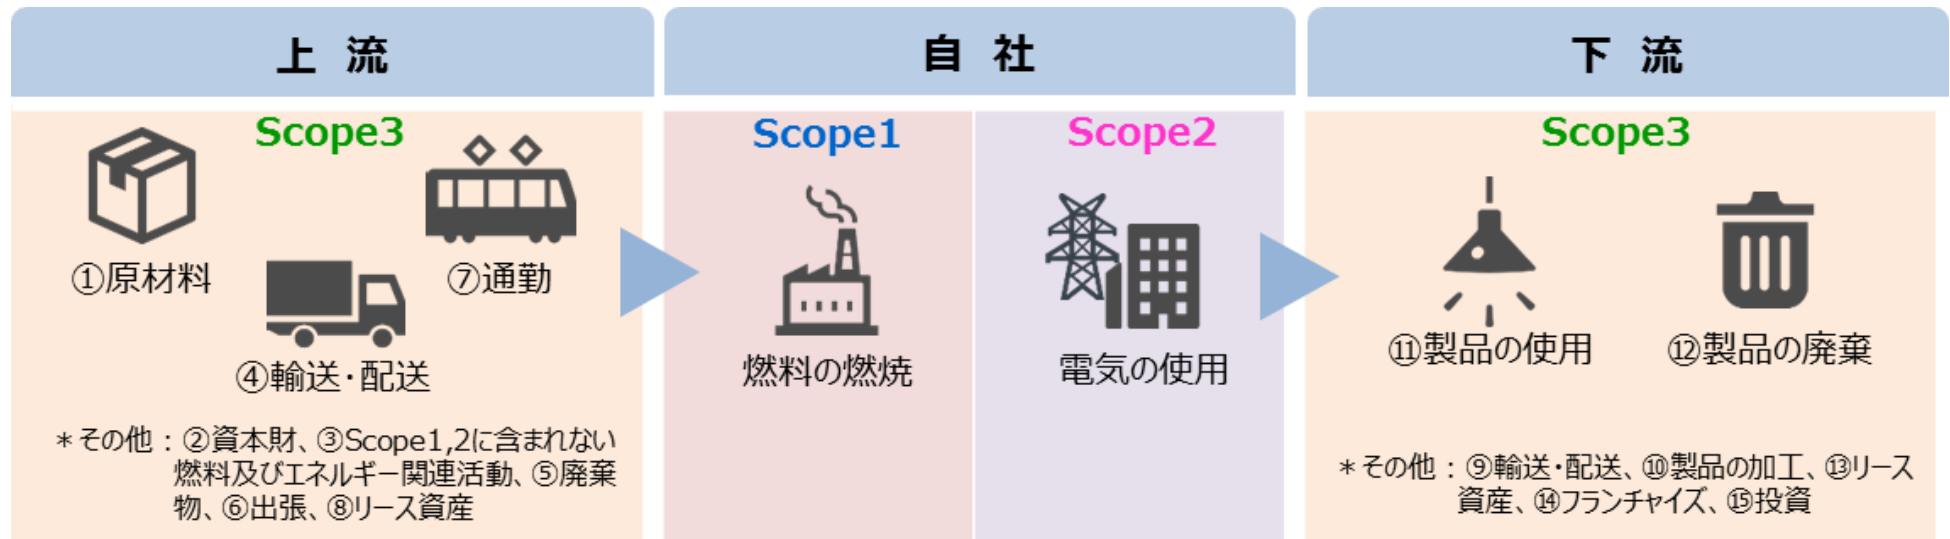 上 流
Scope3
①原材料
⑦通勤
④輸送・配送
＊その他：②資本財、③Scope1,2に含まれない
燃料及びエネルギー関連活動、⑤廃棄
物、⑥出張、⑧リース資産
自 社
Scope1
燃料の燃焼
Scope2
電気の使用
下 流
Scope3
⑪製品の使用
⑫製品の廃棄
＊その他：⑨輸送・配送、⑩製品の加工、⑬リース
資産、⑭フランチャイズ、⑮投資